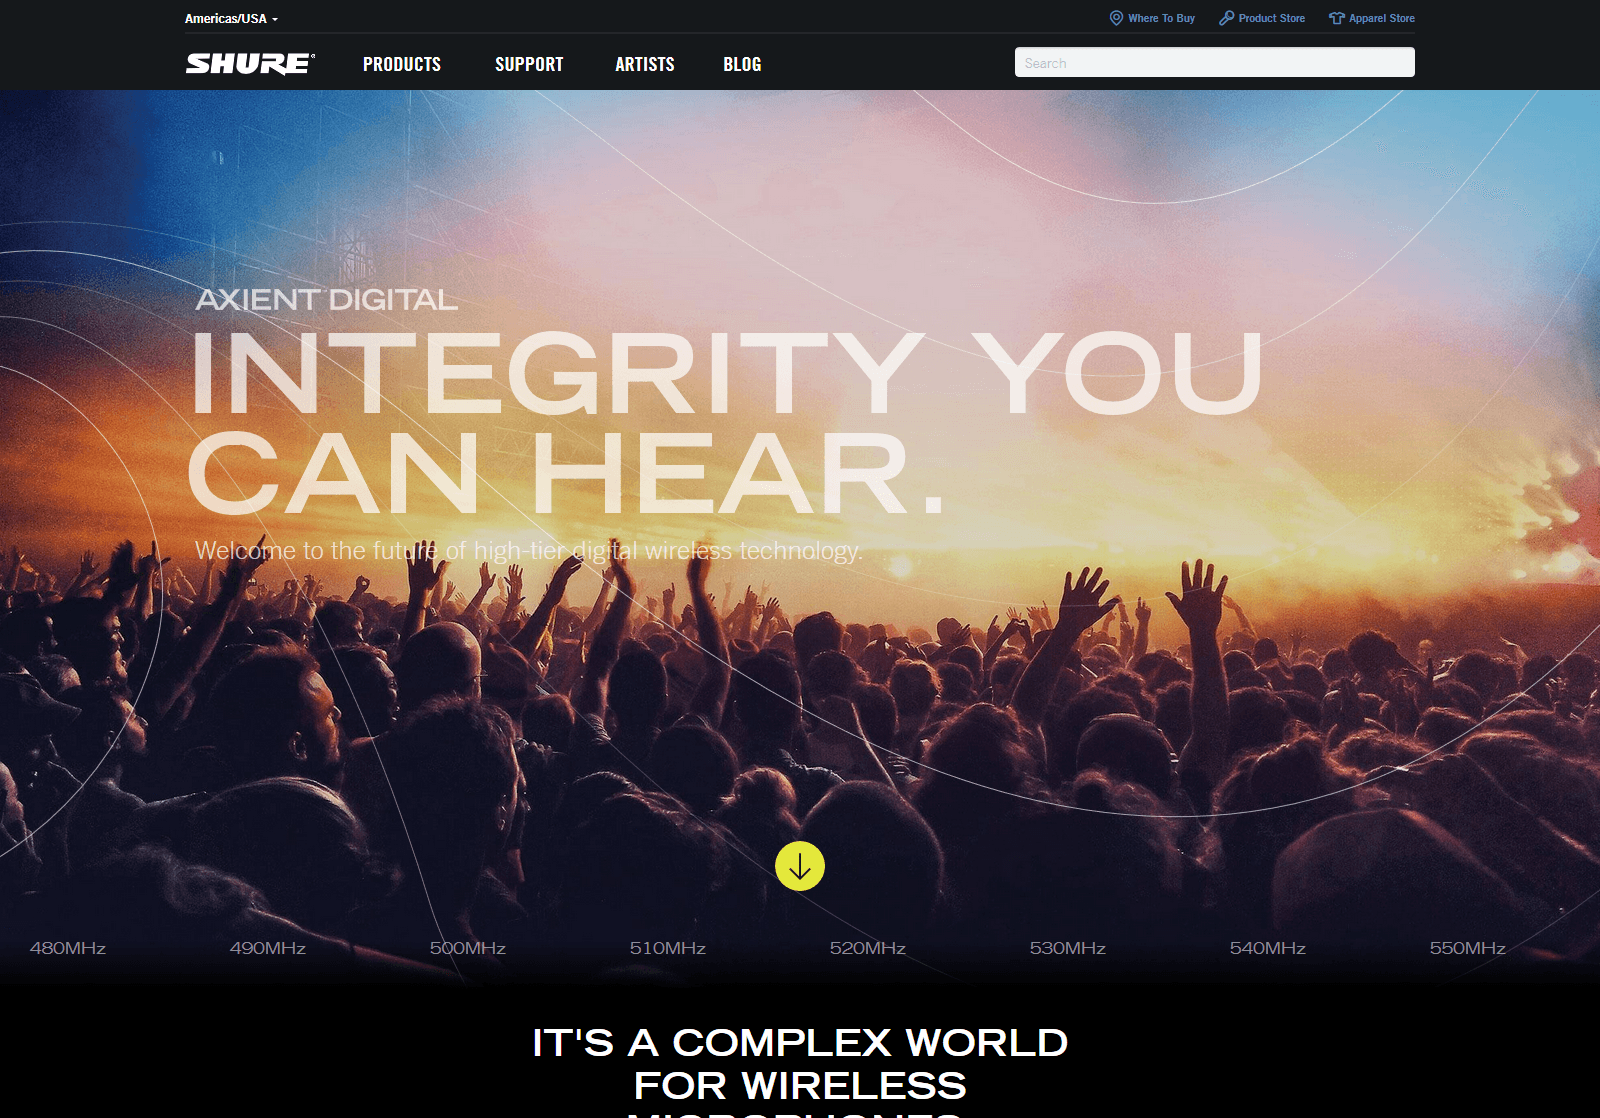 Americas/USA
Where To Buy
Product Store
Apparel Store
SHURE
PRODUCTS
SUPPORT
ARTISTS
BLOG
Search
AXIENT DIGITAL
INTEGRITY YOU
CAN HEAR.
Welcome to the future of high-tier digital wireless technology.
480MHz
490MHz
500MHz
510MHz
520MHz
530MHz
540MHz
550MHz
IT'S A COMPLEX WORLD
FOR WIRELESS